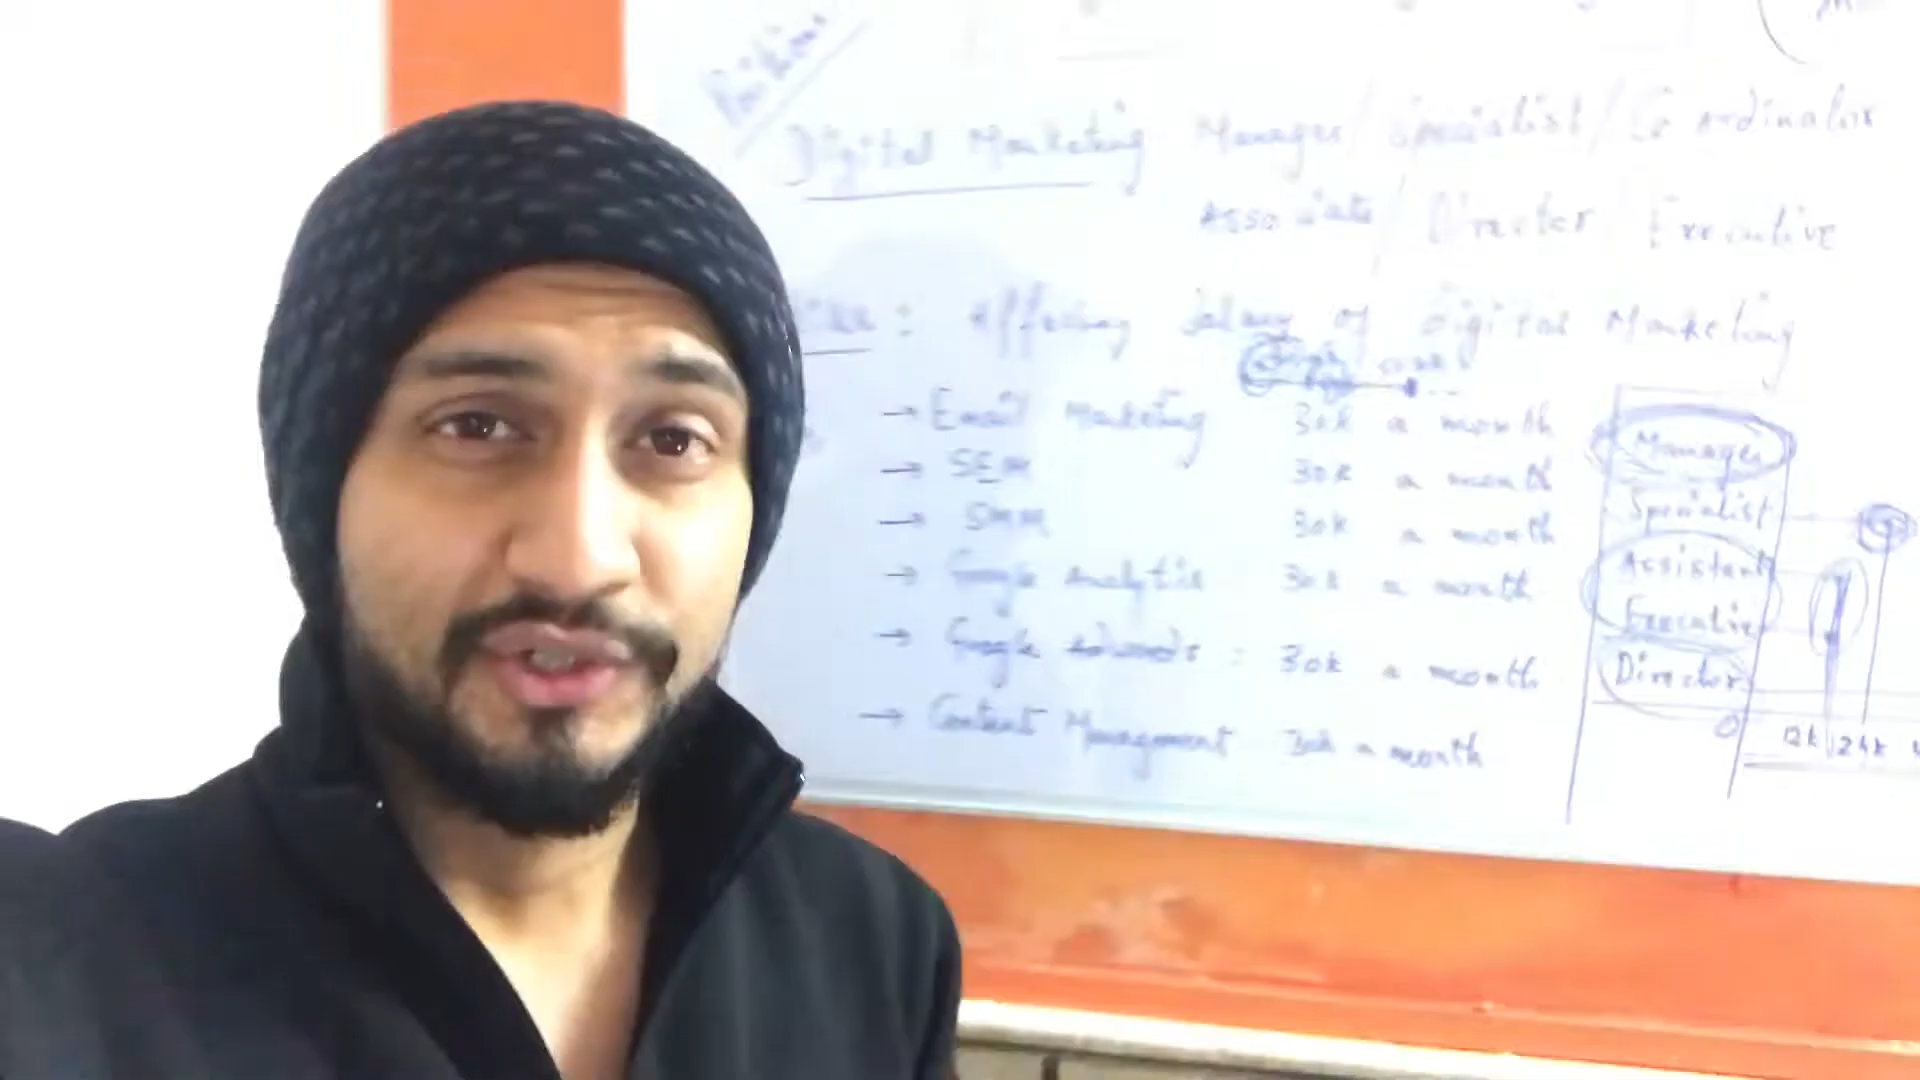 Position
Digital Marketing Manager / Specialist / Co ordinator
Associate / Director / Executive
: Affecting Salary of Digital Marketing
→ Email Marketing 30k a month
→ SEM 30k a month
→ SMM 30k a month
→ Google Analytics 30k a month
→ Google adwords : 30k a month
→ Content Management 30k a month
Manager
Specialist
Assistant
Executive
Director
0 12k 24k